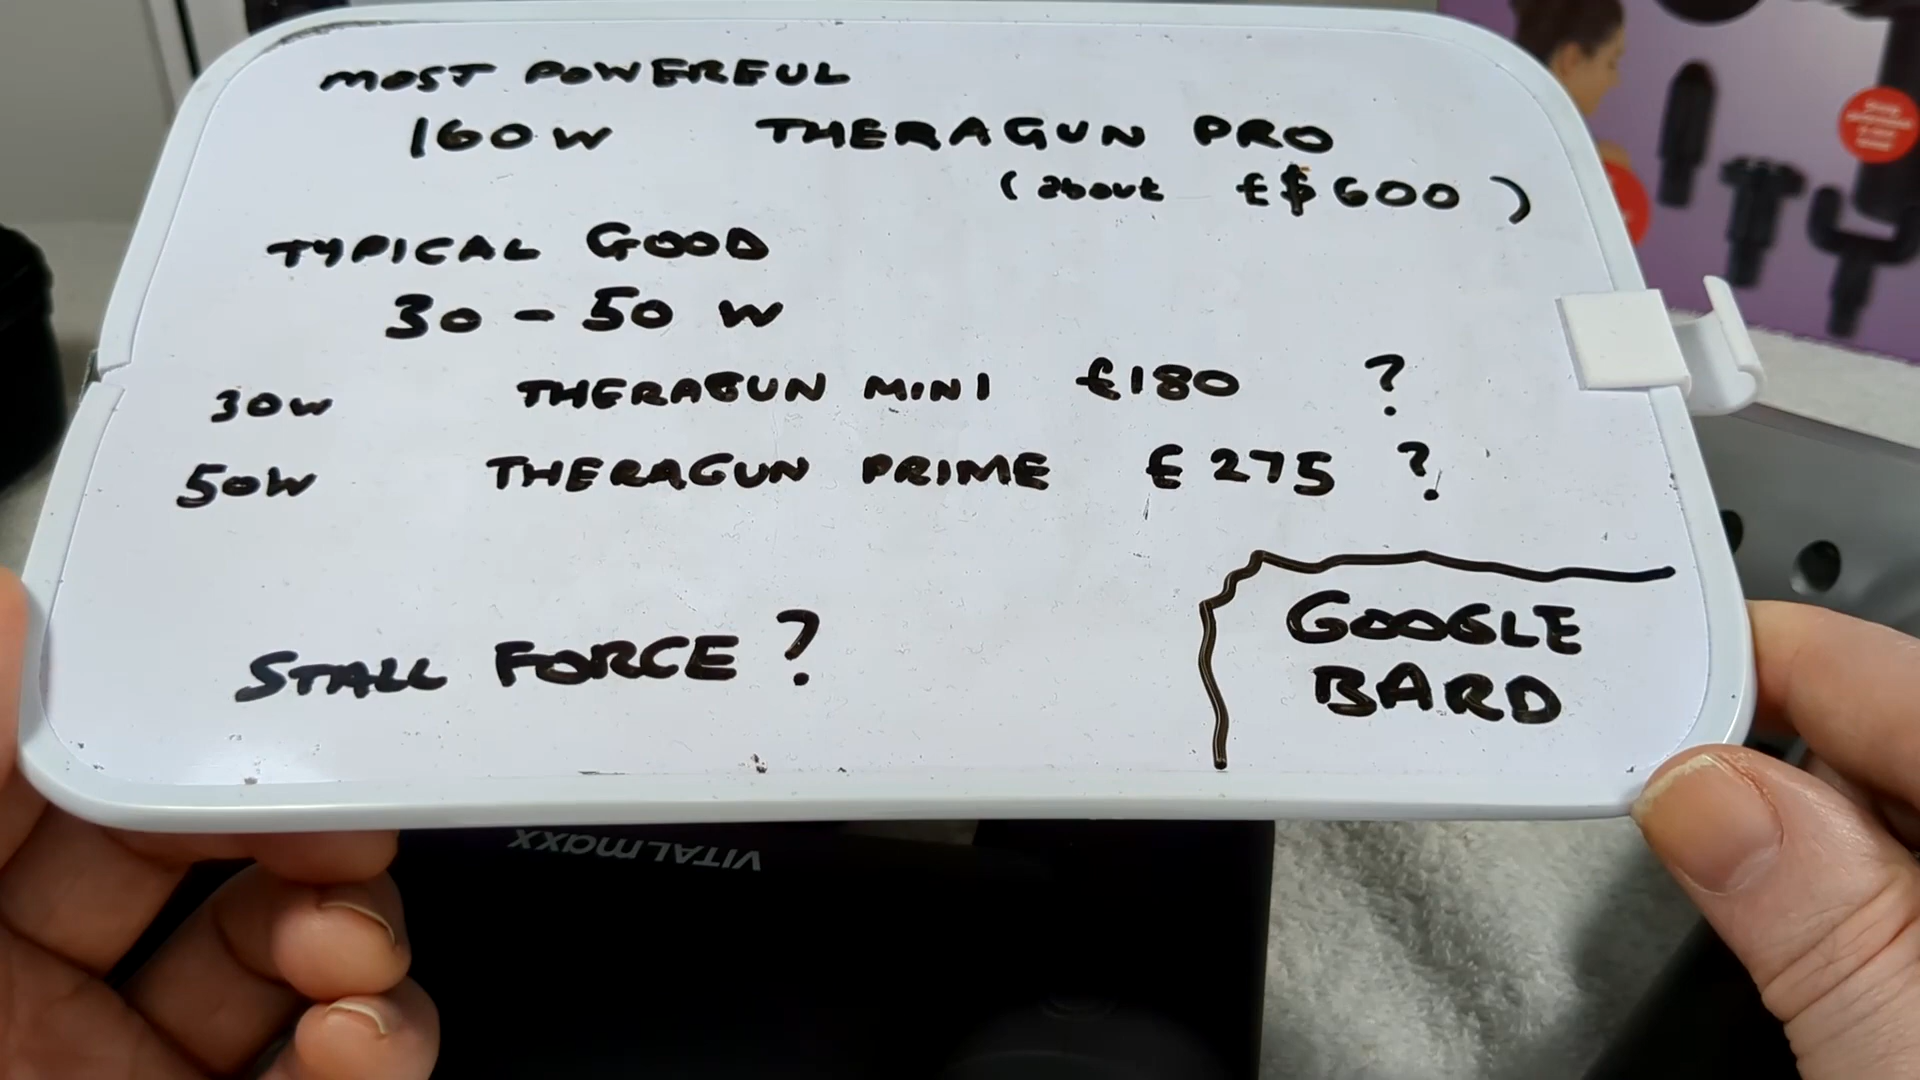 MOST POWERFUL
160W THERAGUN PRO
(about £$600)
TYPICAL GOOD
30-50 W
30W THERAGUN MINI £180 ?
50W THERAGUN PRIME £275 ?
STALL FORCE?
GOOGLE
BARD
VITALmaxx